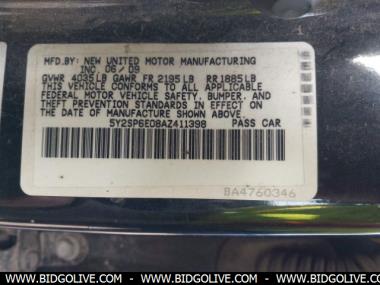 MFD.BY: NEW UNITED MOTOR MANUFACTURING
INC. 06/09
GVWR 4035LB GAWR FR 2195LB RR1885LB
THIS VEHICLE CONFORMS TO ALL APPLICABLE
FEDERAL MOTOR VEHICLE SAFETY, BUMPER, AND
THEFT PREVENTION STANDARDS IN EFFECT ON
THE DATE OF MANUFACTURE SHOWN ABOVE.
5Y2SP6E08AZ411398 PASS CAR
BA4760346
WWW.BIDGOLIVE.COM - WWW.BIDGOLIVE.COM - WWW.BIDGOLIVE.COM